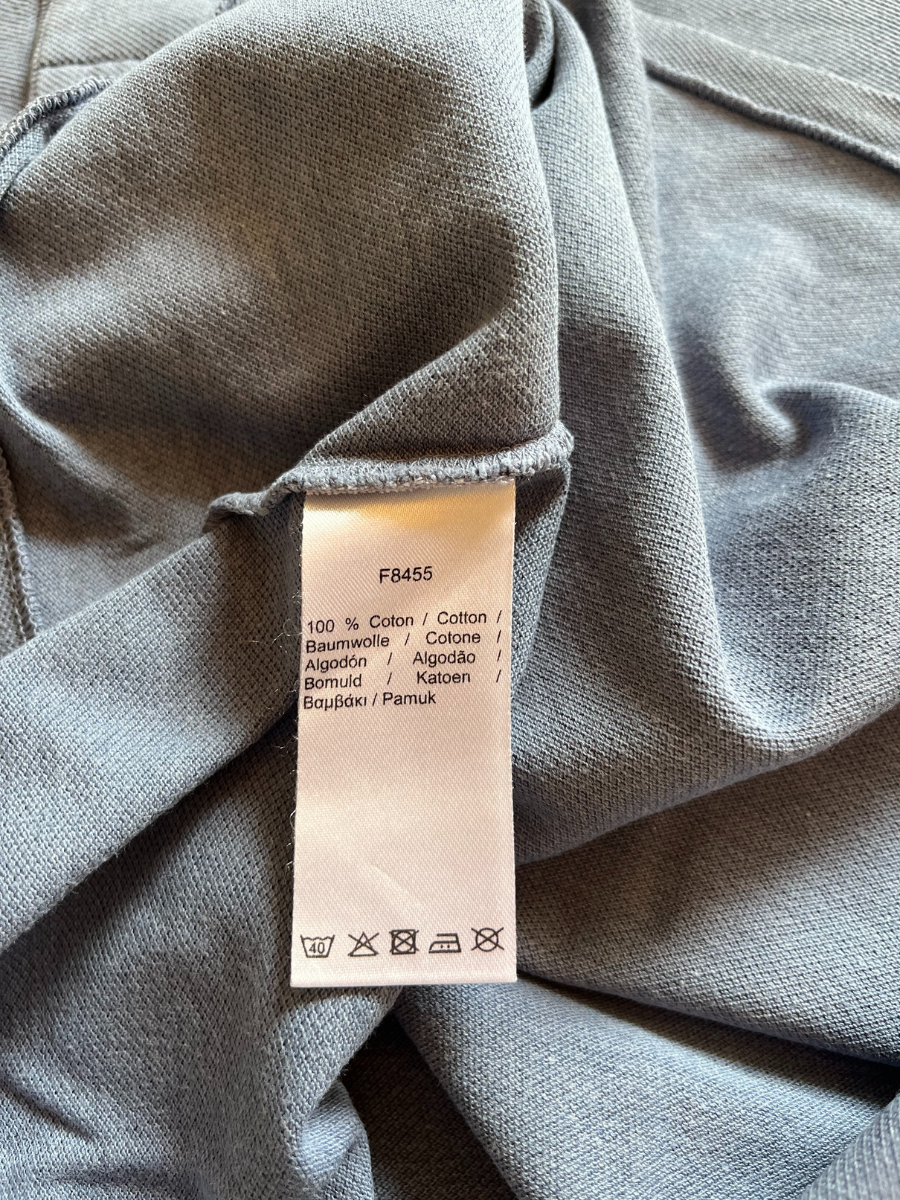 F8455
100 % Coton / Cotton /
Baumwolle / Cotone /
Algodón / Algodão /
Bomuld / Katoen /
Βαμβάκι / Pamuk
40